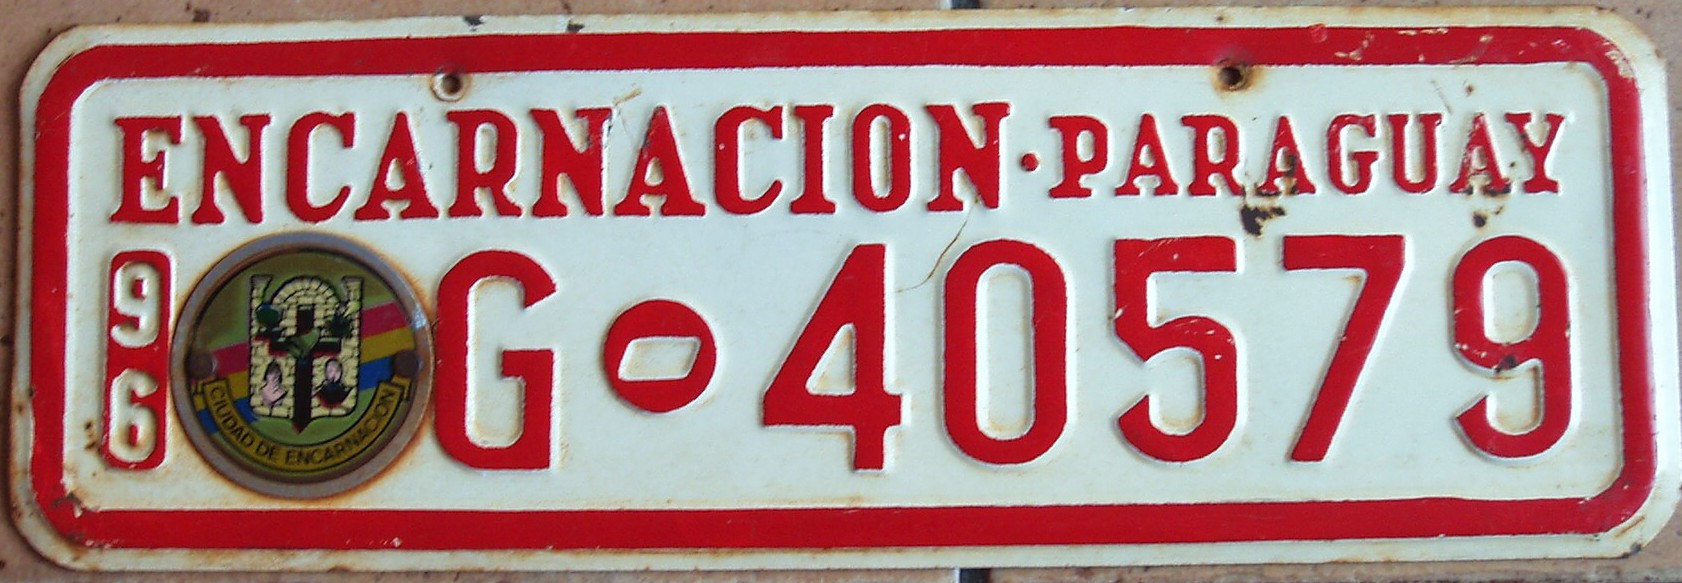 ENCARNACION·PARAGUAY
96
CIUDAD DE ENCARNACION
G-40579